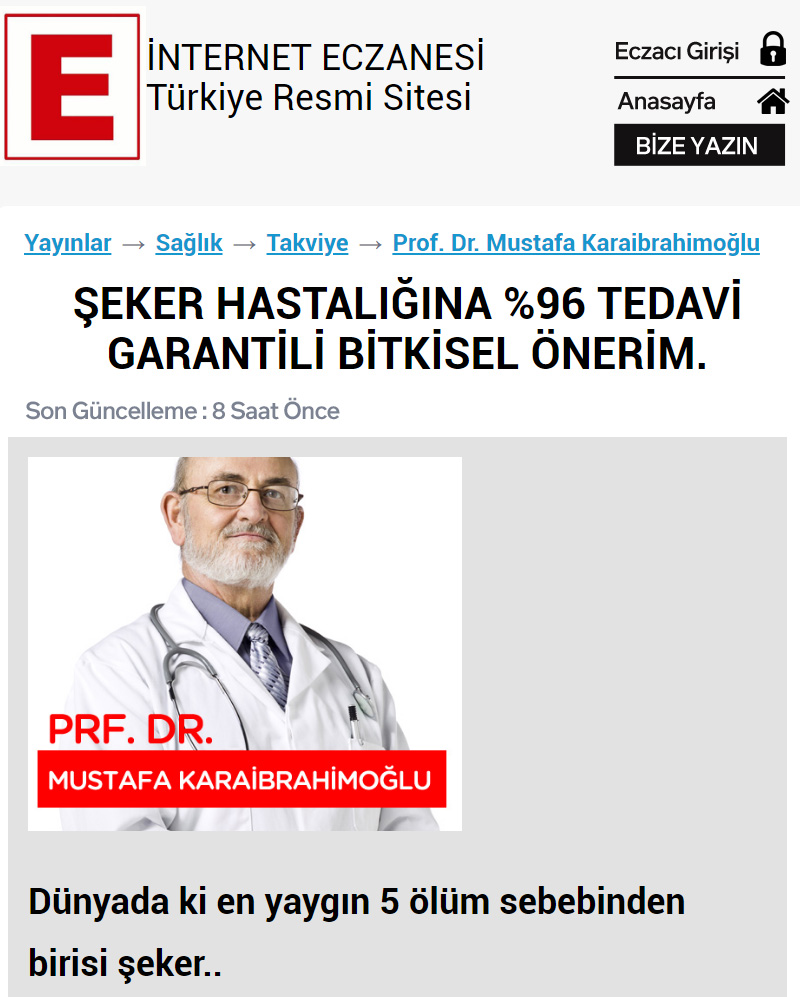 E
İNTERNET ECZANESİ
Türkiye Resmi Sitesi
Eczacı Girişi
Anasayfa
BİZE YAZIN
Yayınlar → Sağlık → Takviye → Prof. Dr. Mustafa Karaibrahimoğlu
ŞEKER HASTALIĞINA %96 TEDAVİ
GARANTİLİ BİTKİSEL ÖNERİM.
Son Güncelleme : 8 Saat Önce
PRF. DR.
MUSTAFA KARAİBRAHİMOĞLU
Dünyada ki en yaygın 5 ölüm sebebinden
birisi şeker..